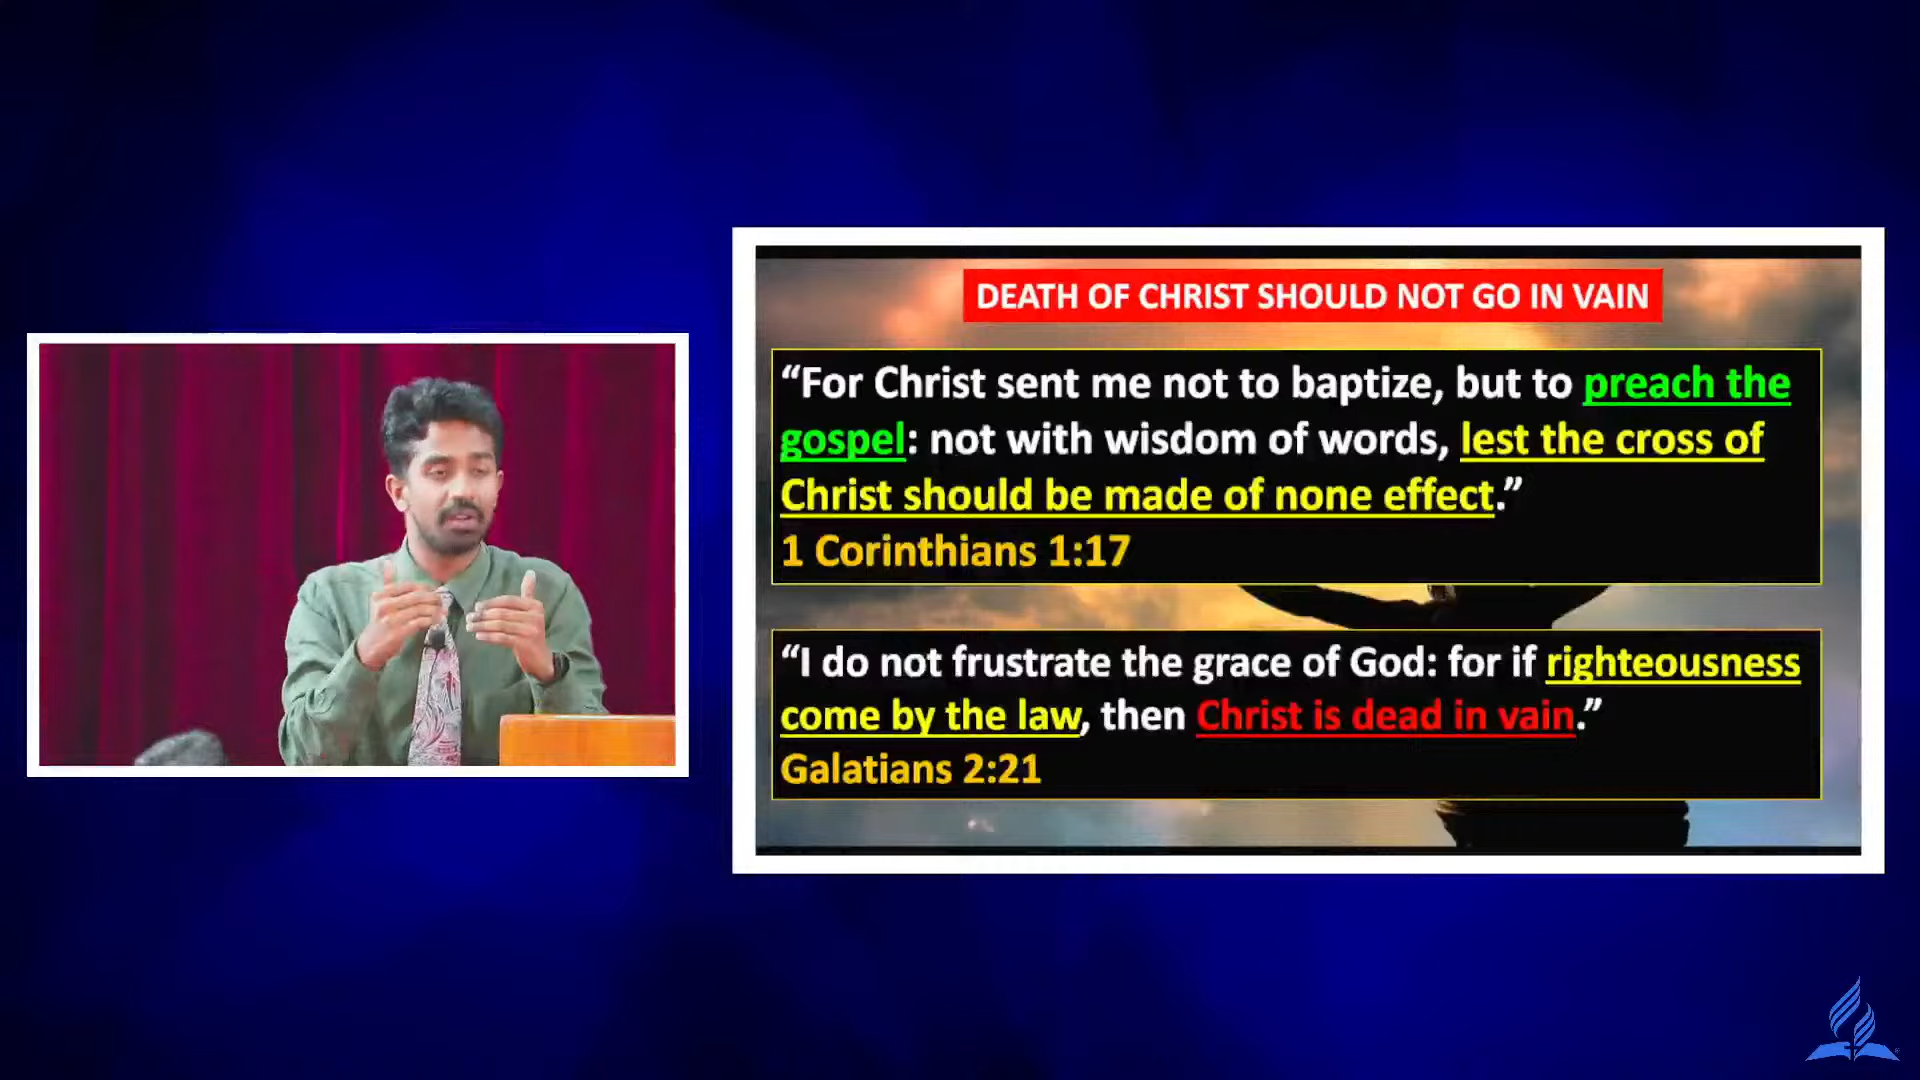 DEATH OF CHRIST SHOULD NOT GO IN VAIN
“For Christ sent me not to baptize, but to preach the
gospel: not with wisdom of words, lest the cross of
Christ should be made of none effect.”
1 Corinthians 1:17
“I do not frustrate the grace of God: for if righteousness
come by the law, then Christ is dead in vain.”
Galatians 2:21